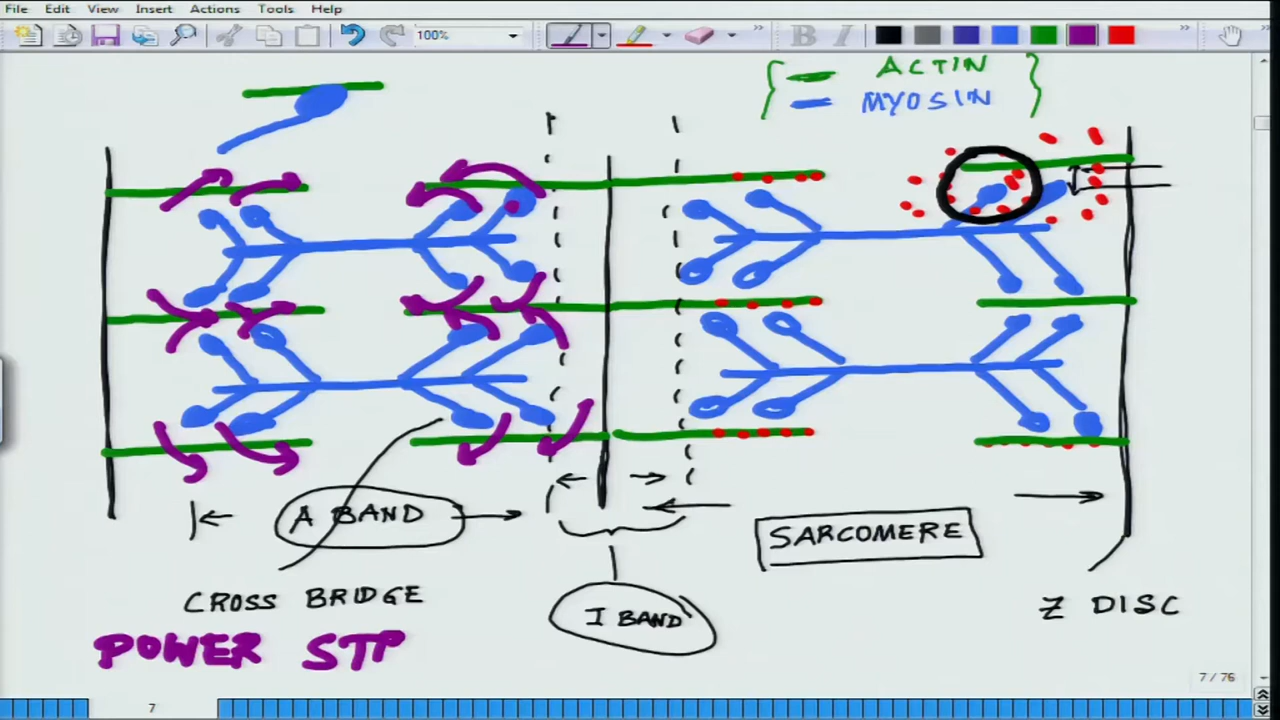 File Edit View Insert Actions Tools Help
100%
B I
ACTIN
MYOSIN
A BAND
SARCOMERE
CROSS BRIDGE
I BAND
Z DISC
POWER STP
7 / 76
7